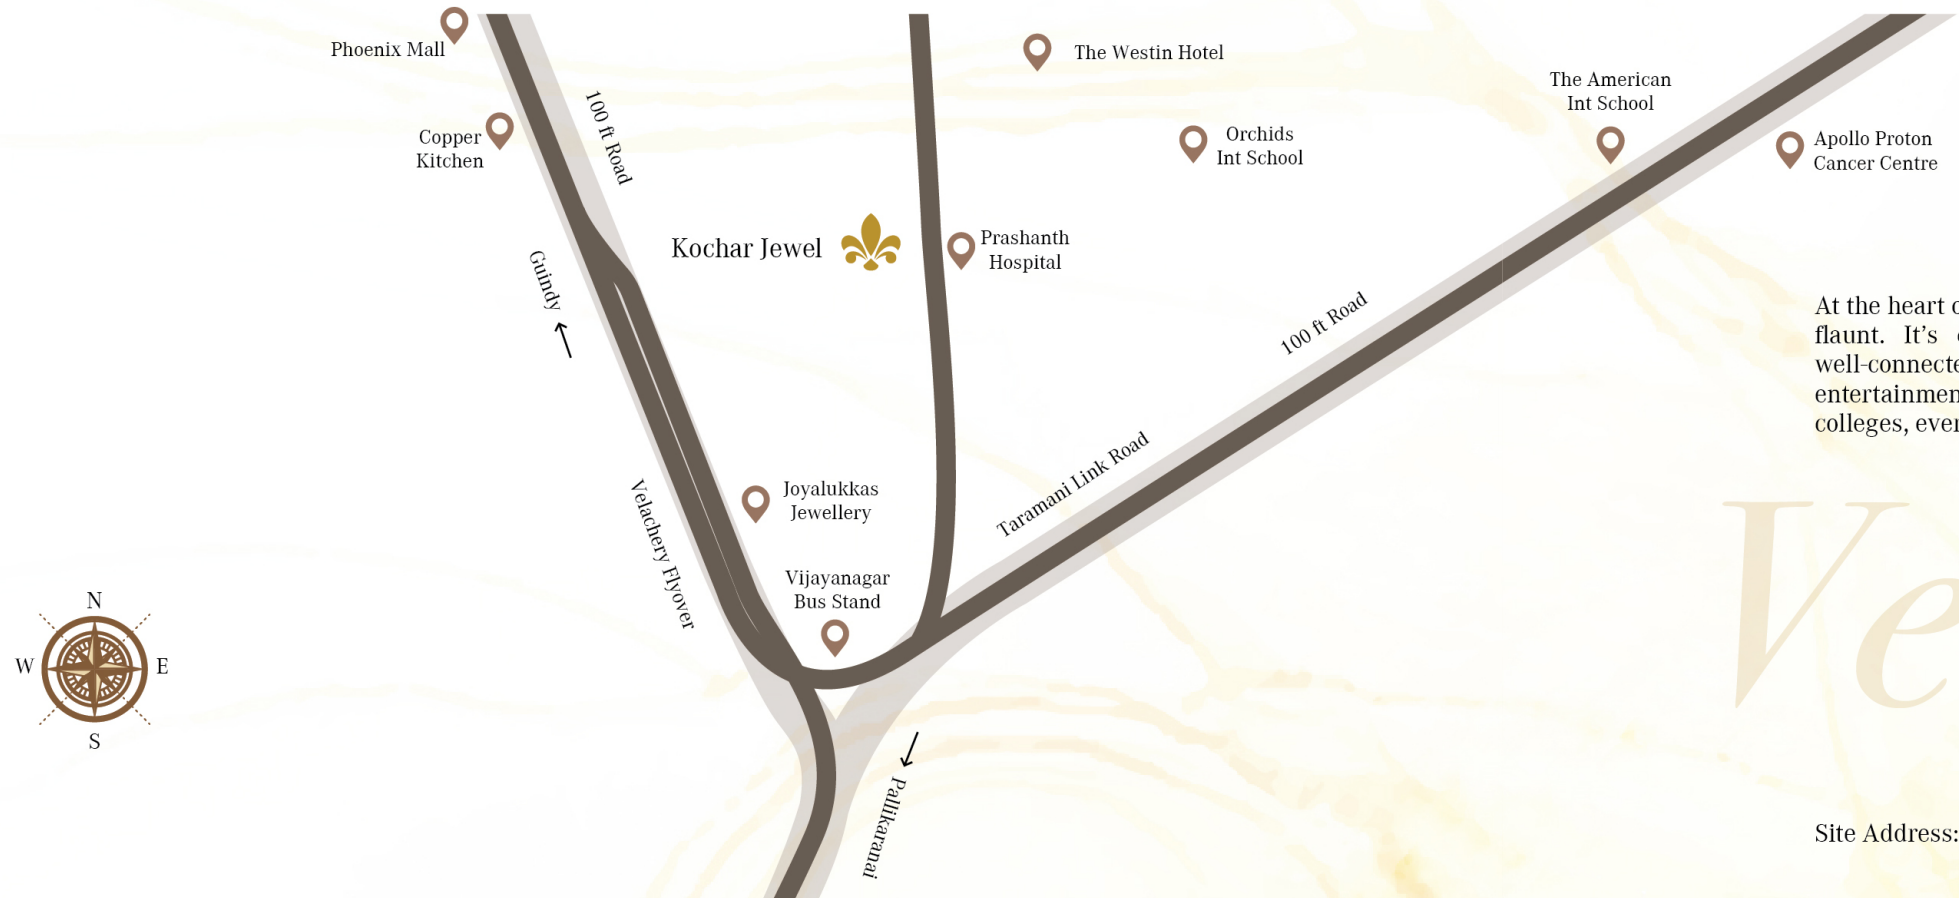 Phoenix Mall
The Westin Hotel
The American
Int School
Copper
Kitchen
100 ft Road
Orchids
Int School
Apollo Proton
Cancer Centre
Kochar Jewel
Prashanth
Hospital
Guindy
100 ft Road
At the heart
flaunt. It's
well-connecte
entertainmen
colleges, ever
Taramani Link Road
Joyalukkas
Jewellery
Velachery Flyover
Vijayanagar
Bus Stand
Ve
N
W E
S
Pallikaranai
Site Address: